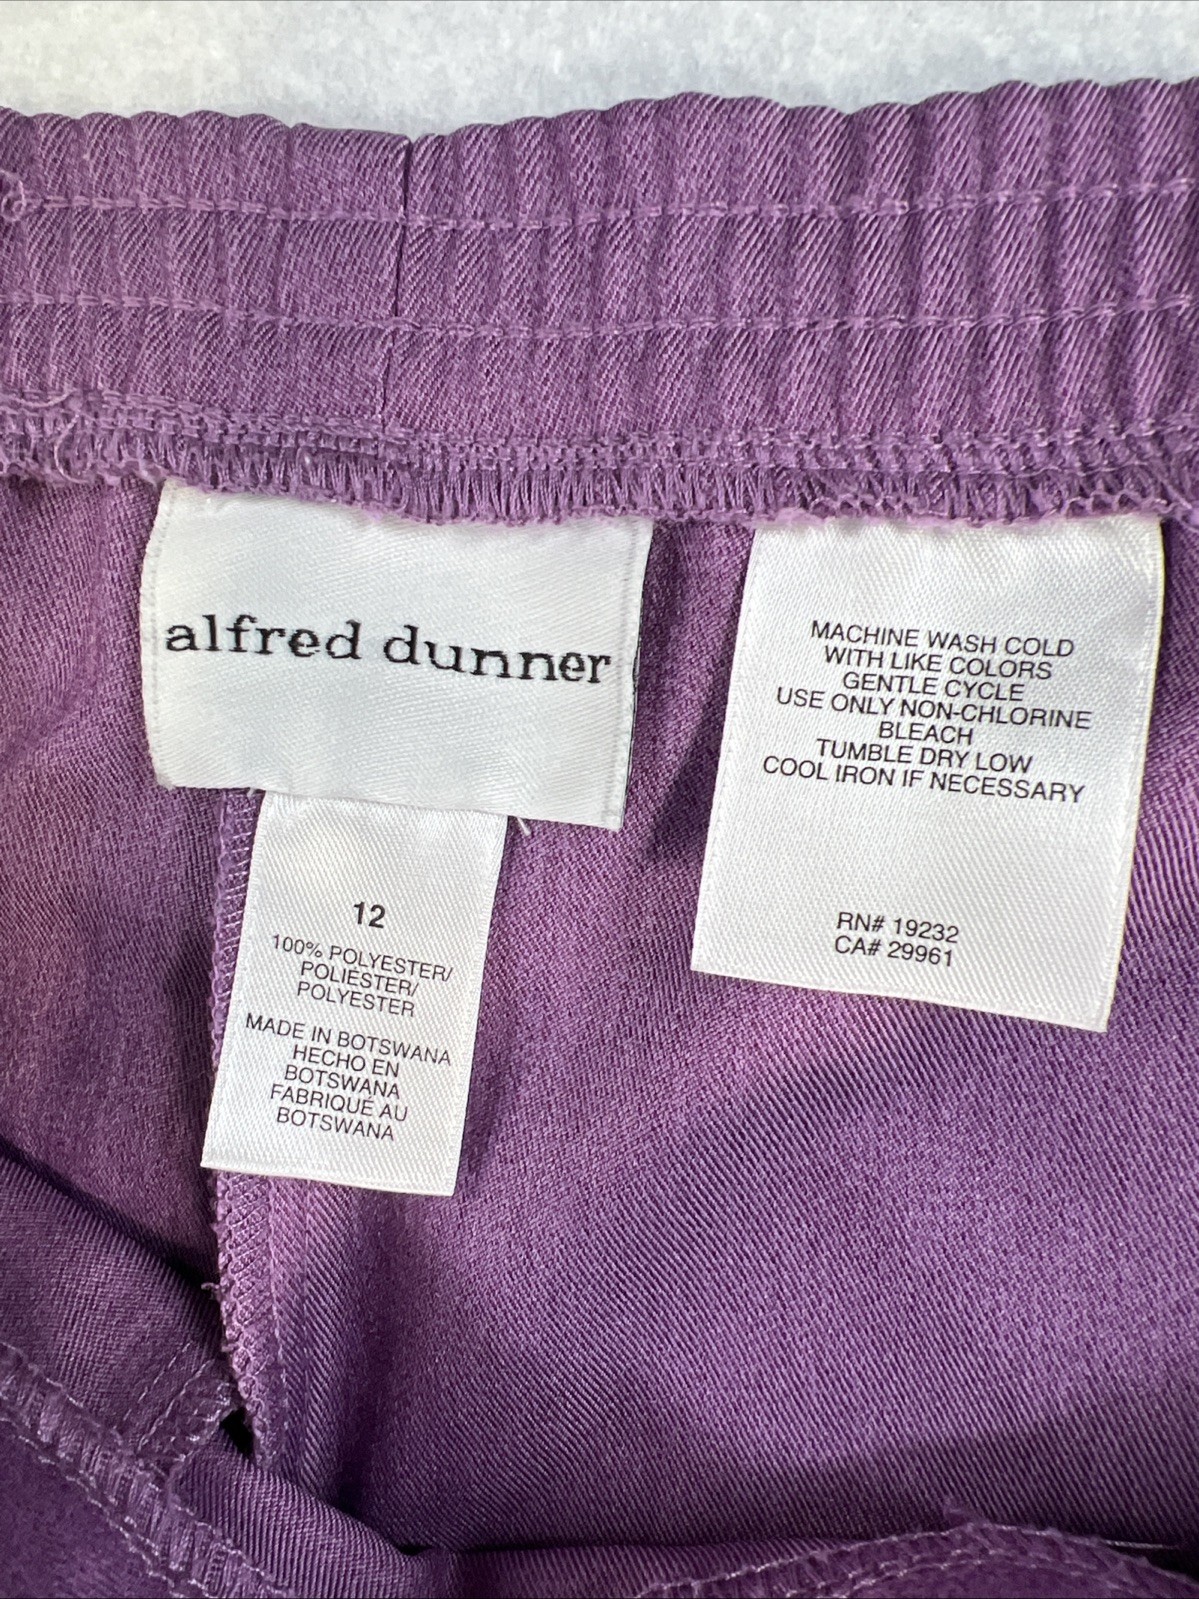 alfred dunner
12
100% POLYESTER/
POLIÉSTER/
POLYESTER
MADE IN BOTSWANA
HECHO EN
BOTSWANA
FABRIQUÉ AU
BOTSWANA
MACHINE WASH COLD
WITH LIKE COLORS
GENTLE CYCLE
USE ONLY NON-CHLORINE
BLEACH
TUMBLE DRY LOW
COOL IRON IF NECESSARY
RN# 19232
CA# 29961